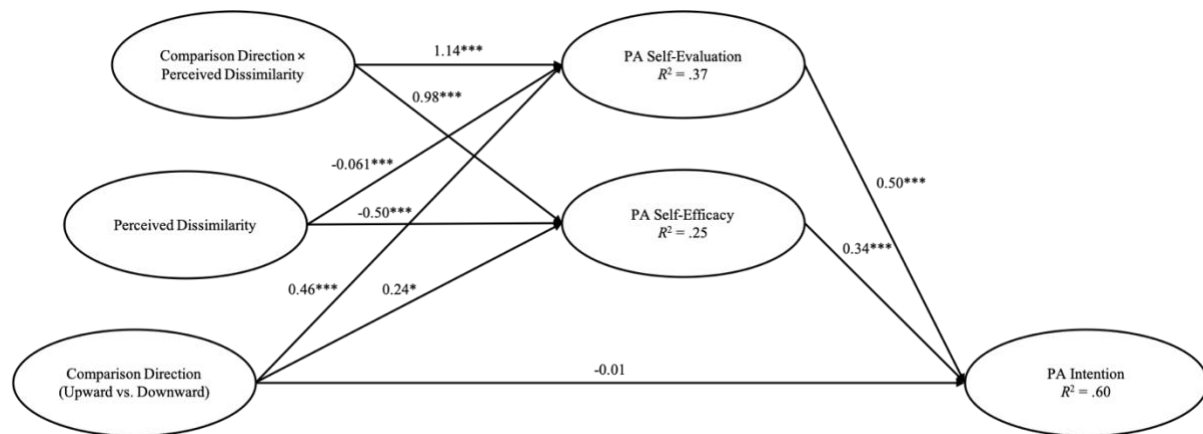 Comparison Direction ×
Perceived Dissimilarity
1.14***
PA Self-Evaluation
R² = .37
0.98***
-0.061***
0.50***
Perceived Dissimilarity
-0.50***
PA Self-Efficacy
R² = .25
0.34***
0.46***
0.24*
Comparison Direction
(Upward vs. Downward)
-0.01
PA Intention
R² = .60